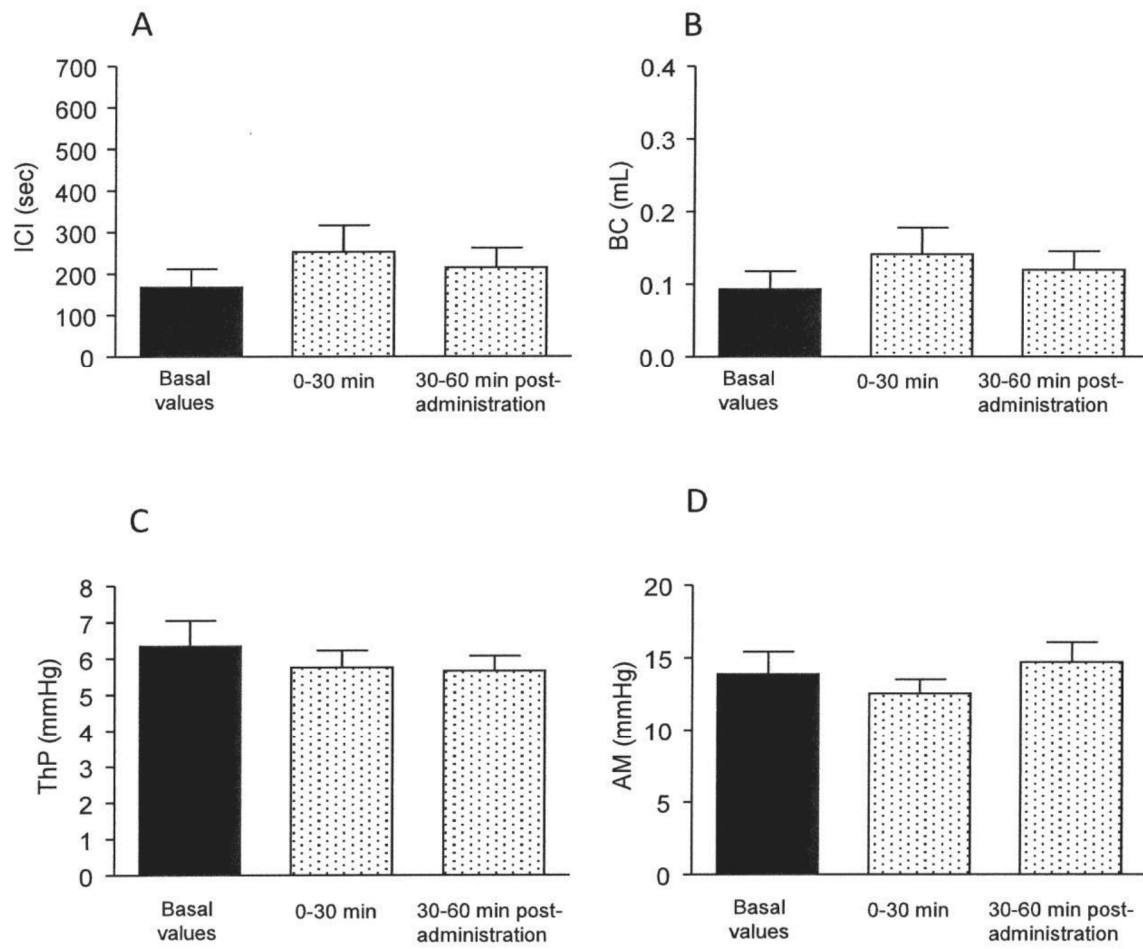 A
700
600
500
400
300
200
100
0
ICI (sec)
Basal
values
0-30 min
30-60 min post-
administration
B
0.4
0.3
0.2
0.1
0.0
BC (mL)
Basal
values
0-30 min
30-60 min post-
administration
C
8
7
6
5
4
3
2
1
0
ThP (mmHg)
Basal
values
0-30 min
30-60 min post-
administration
D
20
15
10
5
0
AM (mmHg)
Basal
values
0-30 min
30-60 min post-
administration